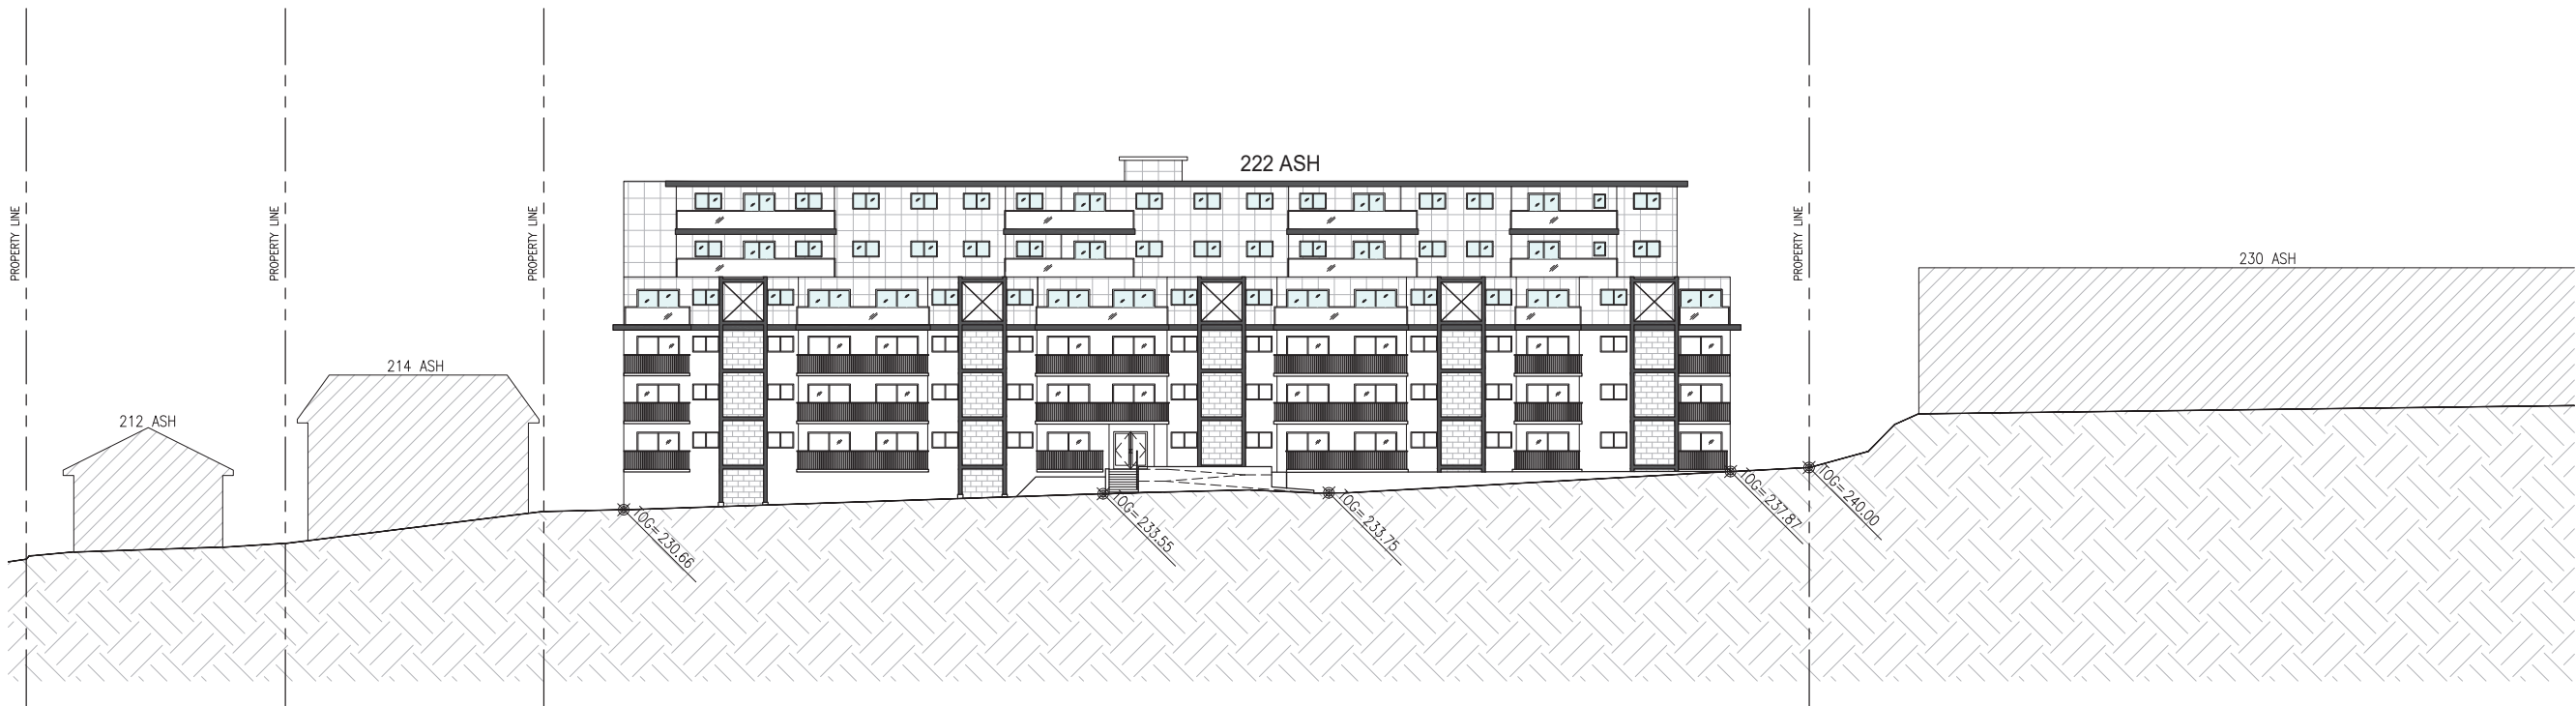 222 ASH
PROPERTY LINE
PROPERTY LINE
PROPERTY LINE
PROPERTY LINE
230 ASH
214 ASH
212 ASH
TOG=230.66
TOG=233.55
TOG=233.75
TOG=237.87
TOG=240.00